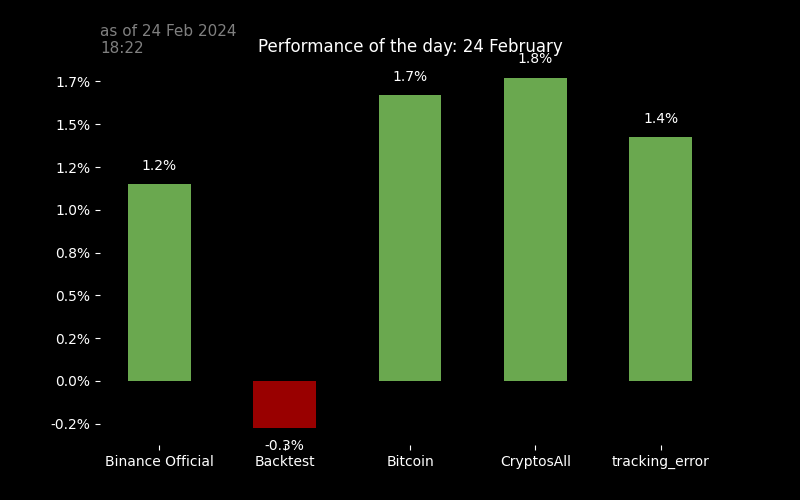 as of 24 Feb 2024
18:22
Performance of the day: 24 February
1.7%
1.5%
1.2%
1.0%
0.8%
0.5%
0.2%
0.0%
-0.2%
1.2%
-0.3%
1.7%
1.8%
1.4%
Binance Official
Backtest
Bitcoin
CryptosAll
tracking_error